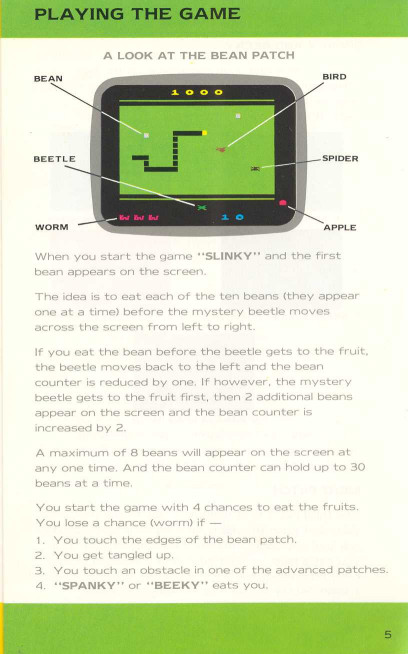 PLAYING THE GAME
A LOOK AT THE BEAN PATCH
BEAN
BIRD
1000
BEETLE
SPIDER
10
WORM
APPLE
When you start the game "SLINKY" and the first
bean appears on the screen.
The idea is to eat each of the ten beans (they appear
one at a time) before the mystery beetle moves
across the screen from left to right.
If you eat the bean before the beetle gets to the fruit,
the beetle moves back to the left and the bean
counter is reduced by one. If however, the mystery
beetle gets to the fruit first, then 2 additional beans
appear on the screen and the bean counter is
increased by 2.
A maximum of 8 beans will appear on the screen at
any one time. And the bean counter can hold up to 30
beans at a time.
You start the game with 4 chances to eat the fruits.
You lose a chance (worm) if —
1. You touch the edges of the bean patch.
2. You get tangled up.
3. You touch an obstacle in one of the advanced patches.
4. "SPANKY" or "BEEKY" eats you.
5